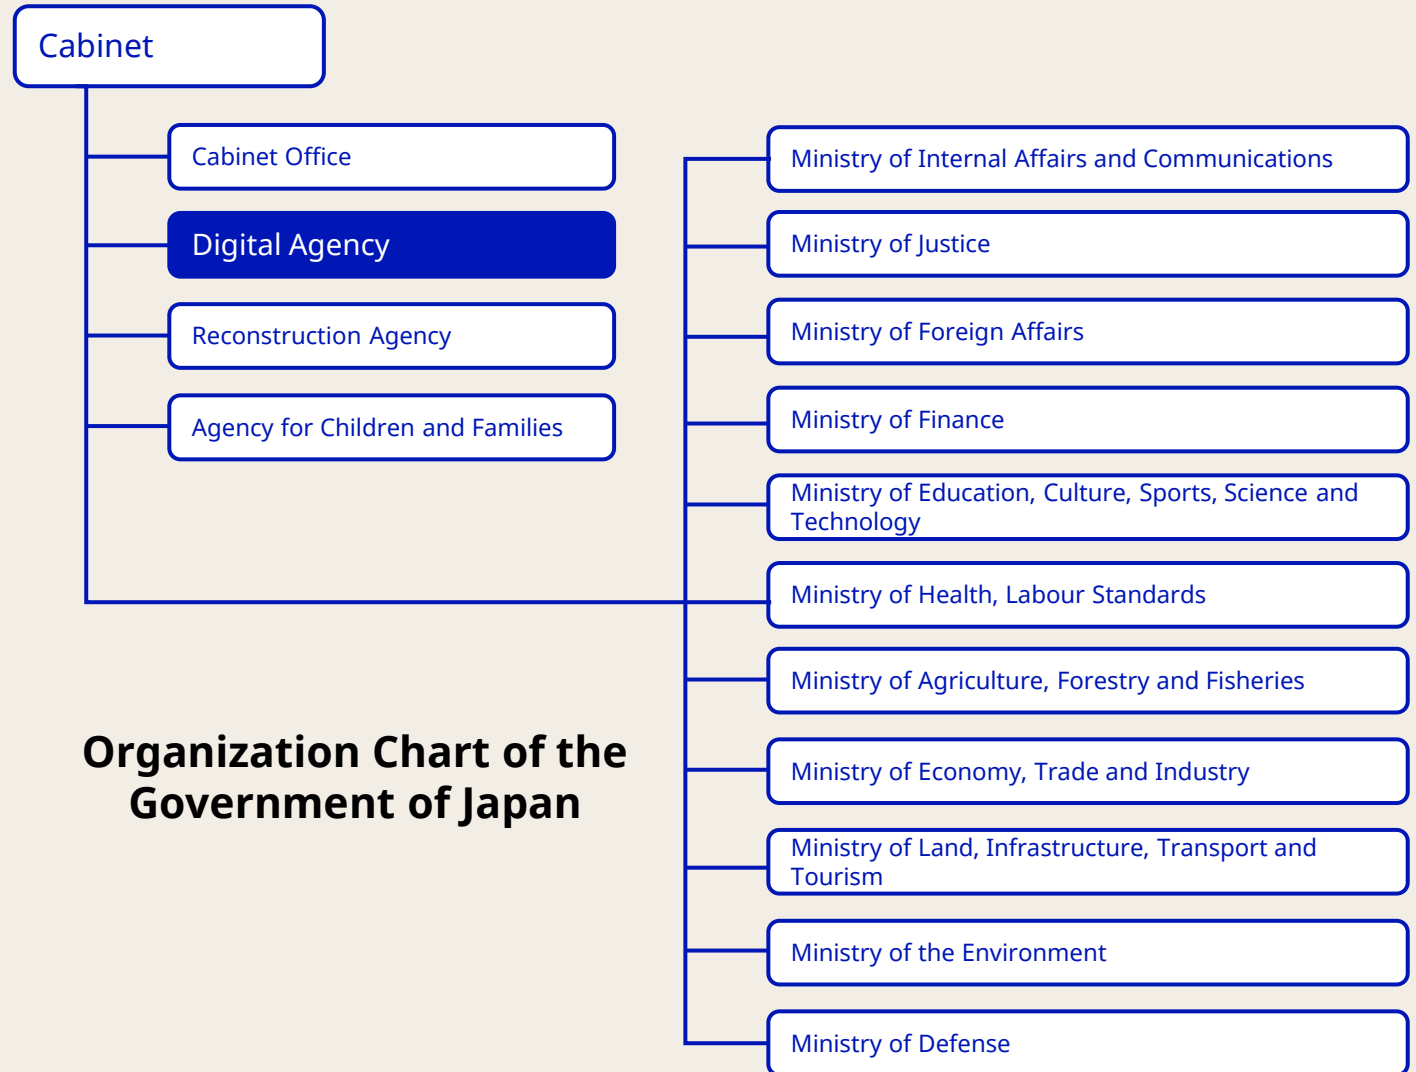 Cabinet
Cabinet Office
Digital Agency
Reconstruction Agency
Agency for Children and Families
Ministry of Internal Affairs and Communications
Ministry of Justice
Ministry of Foreign Affairs
Ministry of Finance
Ministry of Education, Culture, Sports, Science and
Technology
Ministry of Health, Labour Standards
Ministry of Agriculture, Forestry and Fisheries
Ministry of Economy, Trade and Industry
Ministry of Land, Infrastructure, Transport and
Tourism
Ministry of the Environment
Ministry of Defense
Organization Chart of the
Government of Japan